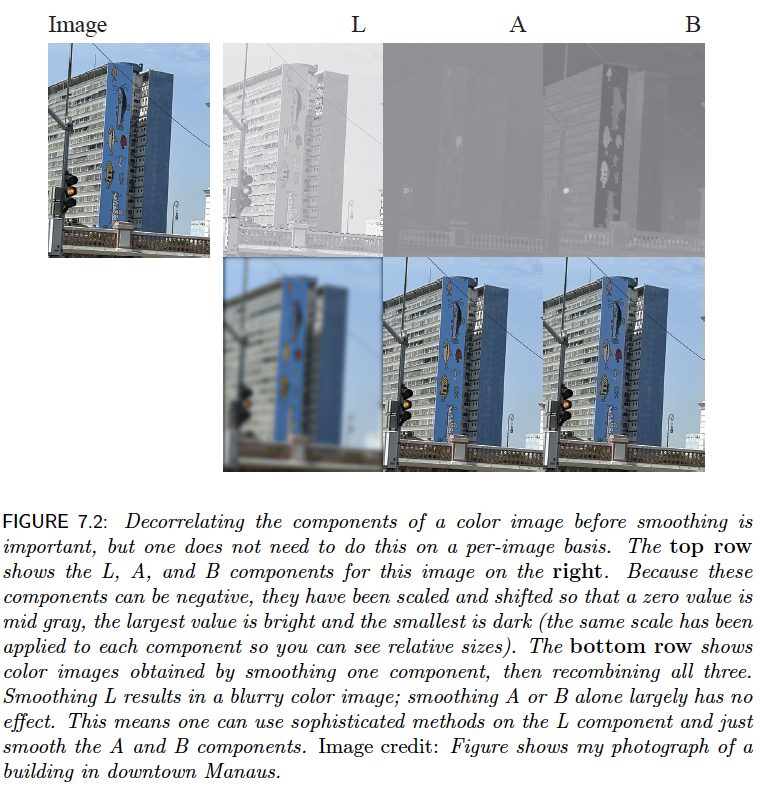 Image L A B
FIGURE 7.2: Decorrelating the components of a color image before smoothing is
important, but one does not need to do this on a per-image basis. The top row
shows the L, A, and B components for this image on the right. Because these
components can be negative, they have been scaled and shifted so that a zero value is
mid gray, the largest value is bright and the smallest is dark (the same scale has been
applied to each component so you can see relative sizes). The bottom row shows
color images obtained by smoothing one component, then recombining all three.
Smoothing L results in a blurry color image; smoothing A or B alone largely has no
effect. This means one can use sophisticated methods on the L component and just
smooth the A and B components. Image credit: Figure shows my photograph of a
building in downtown Manaus.